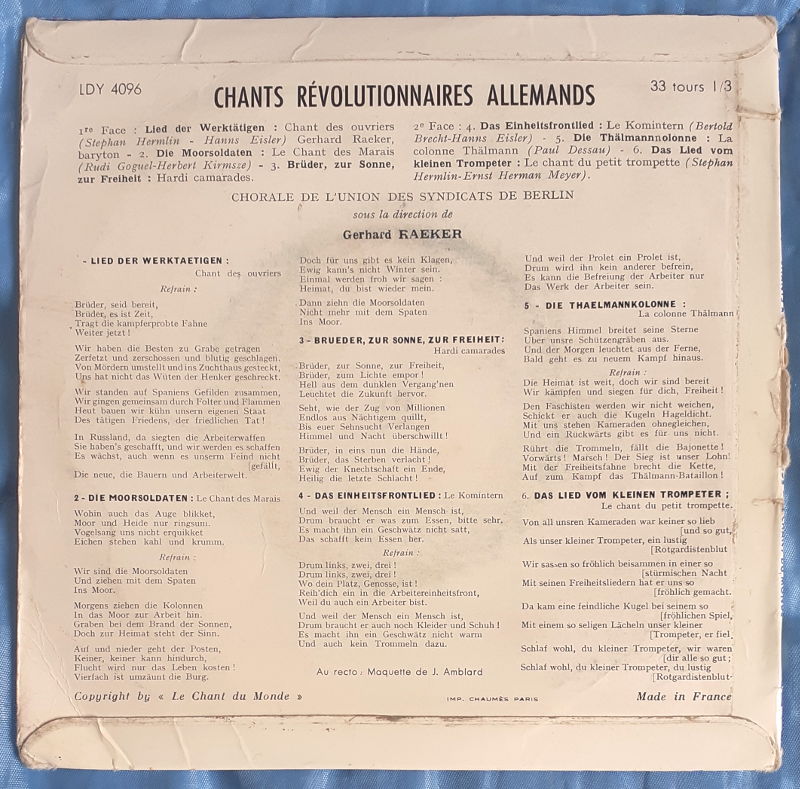 LDY 4096
CHANTS RÉVOLUTIONNAIRES ALLEMANDS
33 tours 1/3
1re Face : Lied der Werktätigen : Chant des ouvriers
(Stephan Hermlin - Hanns Eisler) Gerhard Raeker,
baryton - 2. Die Moorsoldaten : Le Chant des Marais
(Rudi Goguel-Herbert Kirmsze) - 3. Brüder, zur Sonne,
zur Freiheit : Hardi camarades.
2e Face : 4. Das Einheitsfrontlied : Le Komintern (Bertold
Brecht-Hanns Eisler) - 5. Die Thälmannolonne : La
colonne Thälmann (Paul Dessau) - 6. Das Lied vom
kleinen Trompeter : Le chant du petit trompette (Stephan
Hermlin-Ernst Herman Meyer).
CHORALE DE L'UNION DES SYNDICATS DE BERLIN
sous la direction de
Gerhard RAEKER
- LIED DER WERKTAETIGEN :
Chant des ouvriers
Refrain :
Brüder, seid bereit,
Brüder, es ist Zeit,
Tragt die kampferprobte Fahne
Weiter jetzt !
Wir haben die Besten zu Grabe getragen
Zerfetzt und zerschossen und blutig geschlagen.
Von Mördern umstellt und ins Zuchthaus gesteckt,
Uns hat nicht das Wüten der Henker geschreckt.
Wir standen auf Spaniens Gefilden zusammen,
Wir gingen gemeinsam durch Folter und Flammen
Heut bauen wir kühn unsern eigenen Staat
Des tätigen Friedens, der friedlichen Tat !
In Russland, da siegten die Arbeiterwaffen
Sie haben's geschafft, und wir werden es schaffen
Es wächst, auch wenn es unserm Feind nicht
[gefällt,
Die neue, die Bauern und Arbeiterwelt.
2 - DIE MOORSOLDATEN : Le Chant des Marais
Wohin auch das Auge blikket,
Moor und Heide nur ringsum.
Vogelsang uns nicht erquikket
Eichen stehen kahl und krumm.
Refrain :
Wir sind die Moorsoldaten
Und ziehen mit dem Spaten
Ins Moor.
Morgens ziehen die Kolonnen
In das Moor zur Arbeit hin.
Graben bei dem Brand der Sonnen,
Doch zur Heimat steht der Sinn.
Auf und nieder geht der Posten,
Keiner, keiner kann hindurch,
Flucht wird nur das Leben kosten !
Vierfach ist umzäunt die Burg.
Doch für uns gibt es kein Klagen,
Ewig kann's nicht Winter sein.
Einmal werden froh wir sagen :
Heimat, du bist wieder mein.
Dann ziehn die Moorsoldaten
Nicht mehr mit dem Spaten
Ins Moor.
3 - BRUEDER, ZUR SONNE, ZUR FREIHEIT:
Hardi camarades
Brüder, zur Sonne, zur Freiheit,
Brüder, zum Lichte empor !
Hell aus dem dunklen Vergang'nen
Leuchtet die Zukunft hervor.
Seht, wie der Zug von Millionen
Endlos aus Nächtigem quillt,
Bis euer Sehnsucht Verlangen
Himmel und Nacht überschwillt !
Brüder, in eins nun die Hände,
Brüder, das Sterben verlacht !
Ewig der Knechtschaft ein Ende,
Heilig die letzte Schlacht !
4 - DAS EINHEITSFRONTLIED : Le Komintern
Und weil der Mensch ein Mensch ist,
Drum braucht er was zum Essen, bitte sehr.
Es macht ihn ein Geschwätz nicht satt,
Das schafft kein Essen her.
Refrain :
Drum links, zwei, drei !
Drum links, zwei, drei !
Wo dein Platz, Genosse, ist !
Reih'dich ein in die Arbeitereinheitsfront,
Weil du auch ein Arbeiter bist.
Und weil der Mensch ein Mensch ist,
Drum braucht er auch noch Kleider und Schuh !
Es macht ihn ein Geschwätz nicht warm
Und auch kein Trommeln dazu.
Und weil der Prolet ein Prolet ist,
Drum wird ihn kein anderer befrein,
Es kann die Befreiung der Arbeiter nur
Das Werk der Arbeiter sein.
5 - DIE THAELMANNKOLONNE :
La colonne Thälmann
Spaniens Himmel breitet seine Sterne
Über unsre Schützengräben aus.
Und der Morgen leuchtet aus der Ferne,
Bald geht es zu neuem Kampf hinaus.
Refrain :
Die Heimat ist weit, doch wir sind bereit
Wir kämpfen und siegen für dich, Freiheit !
Den Faschisten werden wir nicht weichen,
Schickt er auch die Kugeln Hageldicht.
Mit uns stehen Kameraden ohnegleichen,
Und ein Rückwärts gibt es für uns nicht.
Rührt die Trommeln, fällt die Bajonette !
Vorwärts ! Marsch ! Der Sieg ist unser Lohn!
Mit der Freiheitsfahne brecht die Kette,
Auf zum Kampf das Thälmann-Bataillon !
6. DAS LIED VOM KLEINEN TROMPETER ;
Le chant du petit trompette.
Von all unsren Kameraden war keiner so lieb
[und so gut,
Als unser kleiner Trompeter, ein lustig
[Rotgardistenblut
Wir sassen so fröhlich beisammen in einer so
[stürmischen Nacht
Mit seinen Freiheitsliedern hat er uns so
[fröhlich gemacht.
Da kam eine feindliche Kugel bei seinem so
[fröhlichen Spiel,
Mit einem so seligen Lächeln unser kleiner
[Trompeter, er fiel.
Schlaf wohl, du kleiner Trompeter, wir waren
[dir alle so gut ;
Schlaf wohl, du kleiner Trompeter, du lustig
[Rotgardistenblut.
Au recto : Maquette de J. Amblard
Copyright by « Le Chant du Monde »
IMP. CHAUMÈS PARIS
Made in France